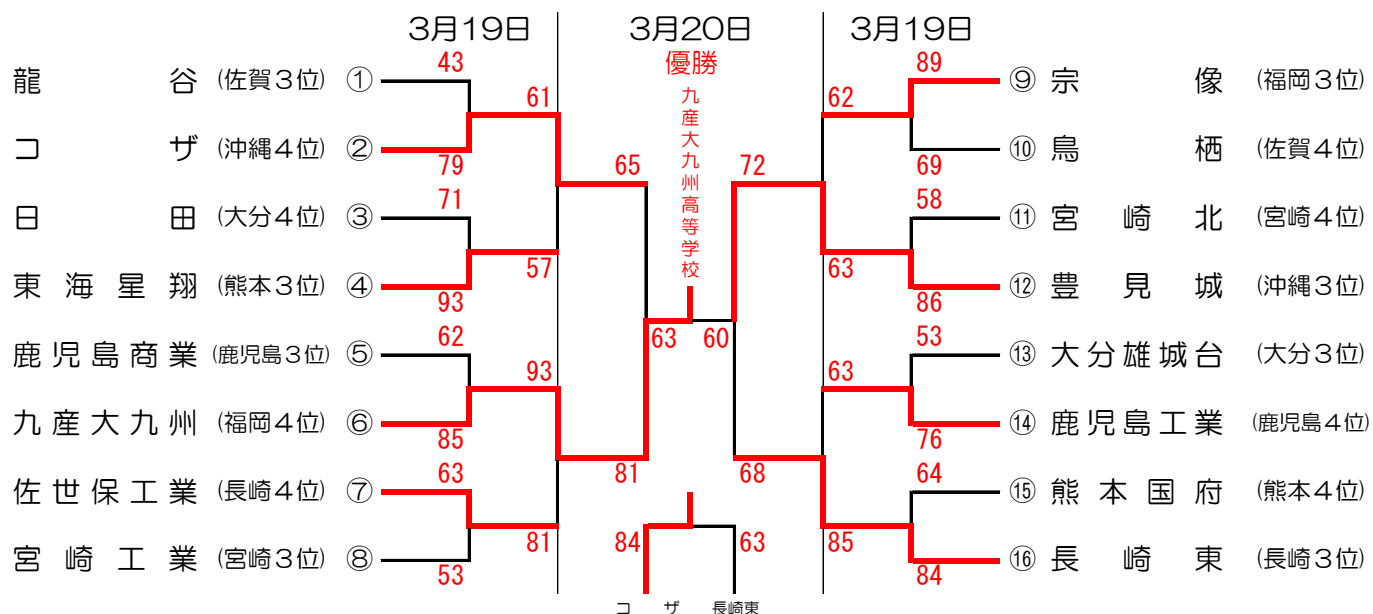 3月19日 3月20日 3月19日
優勝
九産大九州高等学校
龍谷 (佐賀3位) ①
43
コザ (沖縄4位) ②
79
61
日田 (大分4位) ③
71
東海星翔 (熊本3位) ④
93
57
鹿児島商業 (鹿児島3位) ⑤
62
九産大九州 (福岡4位) ⑥
85
93
佐世保工業 (長崎4位) ⑦
63
宮崎工業 (宮崎3位) ⑧
53
81
65
81
63 60
72
68
89
⑨ 宗像 (福岡3位)
62
⑩ 鳥栖 (佐賀4位)
69
58
⑪ 宮崎北 (宮崎4位)
63
⑫ 豊見城 (沖縄3位)
86
53
⑬ 大分雄城台 (大分3位)
63
⑭ 鹿児島工業 (鹿児島4位)
76
64
⑮ 熊本国府 (熊本4位)
85
⑯ 長崎東 (長崎3位)
84
84 63
コザ 長崎東